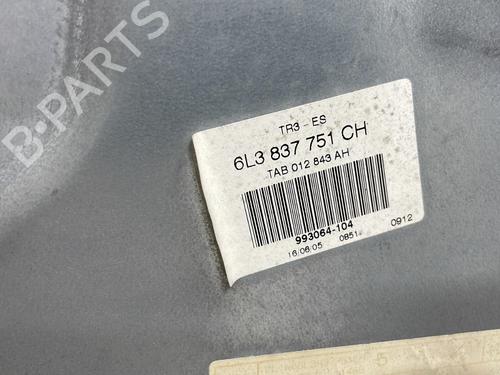 B-PARTS
TR3 - ES
6L3 837 751 CH
TAB 012 843 AH
993064-104
16.06.05 0851 0912